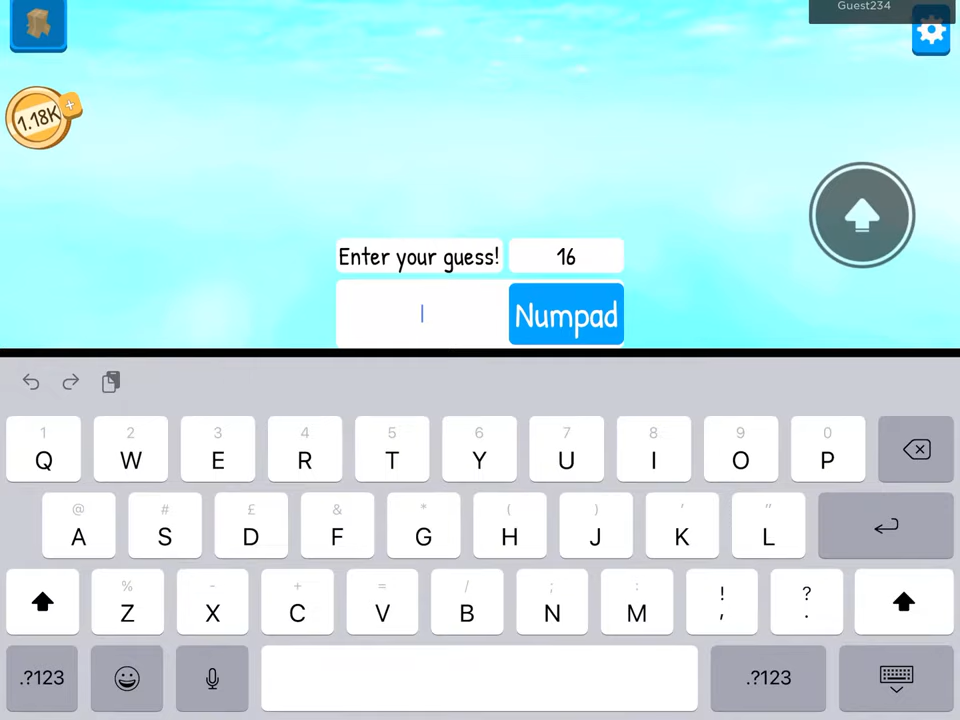 Guest234
1.18K +
Enter your guess! 16
Numpad
1 2 3 4 5 6 7 8 9 0
Q W E R T Y U I O P
@ # £ & * ( ) ' "
A S D F G H J K L
% - + = / ; : ! ?
Z X C V B N M , .
.?123 .?123